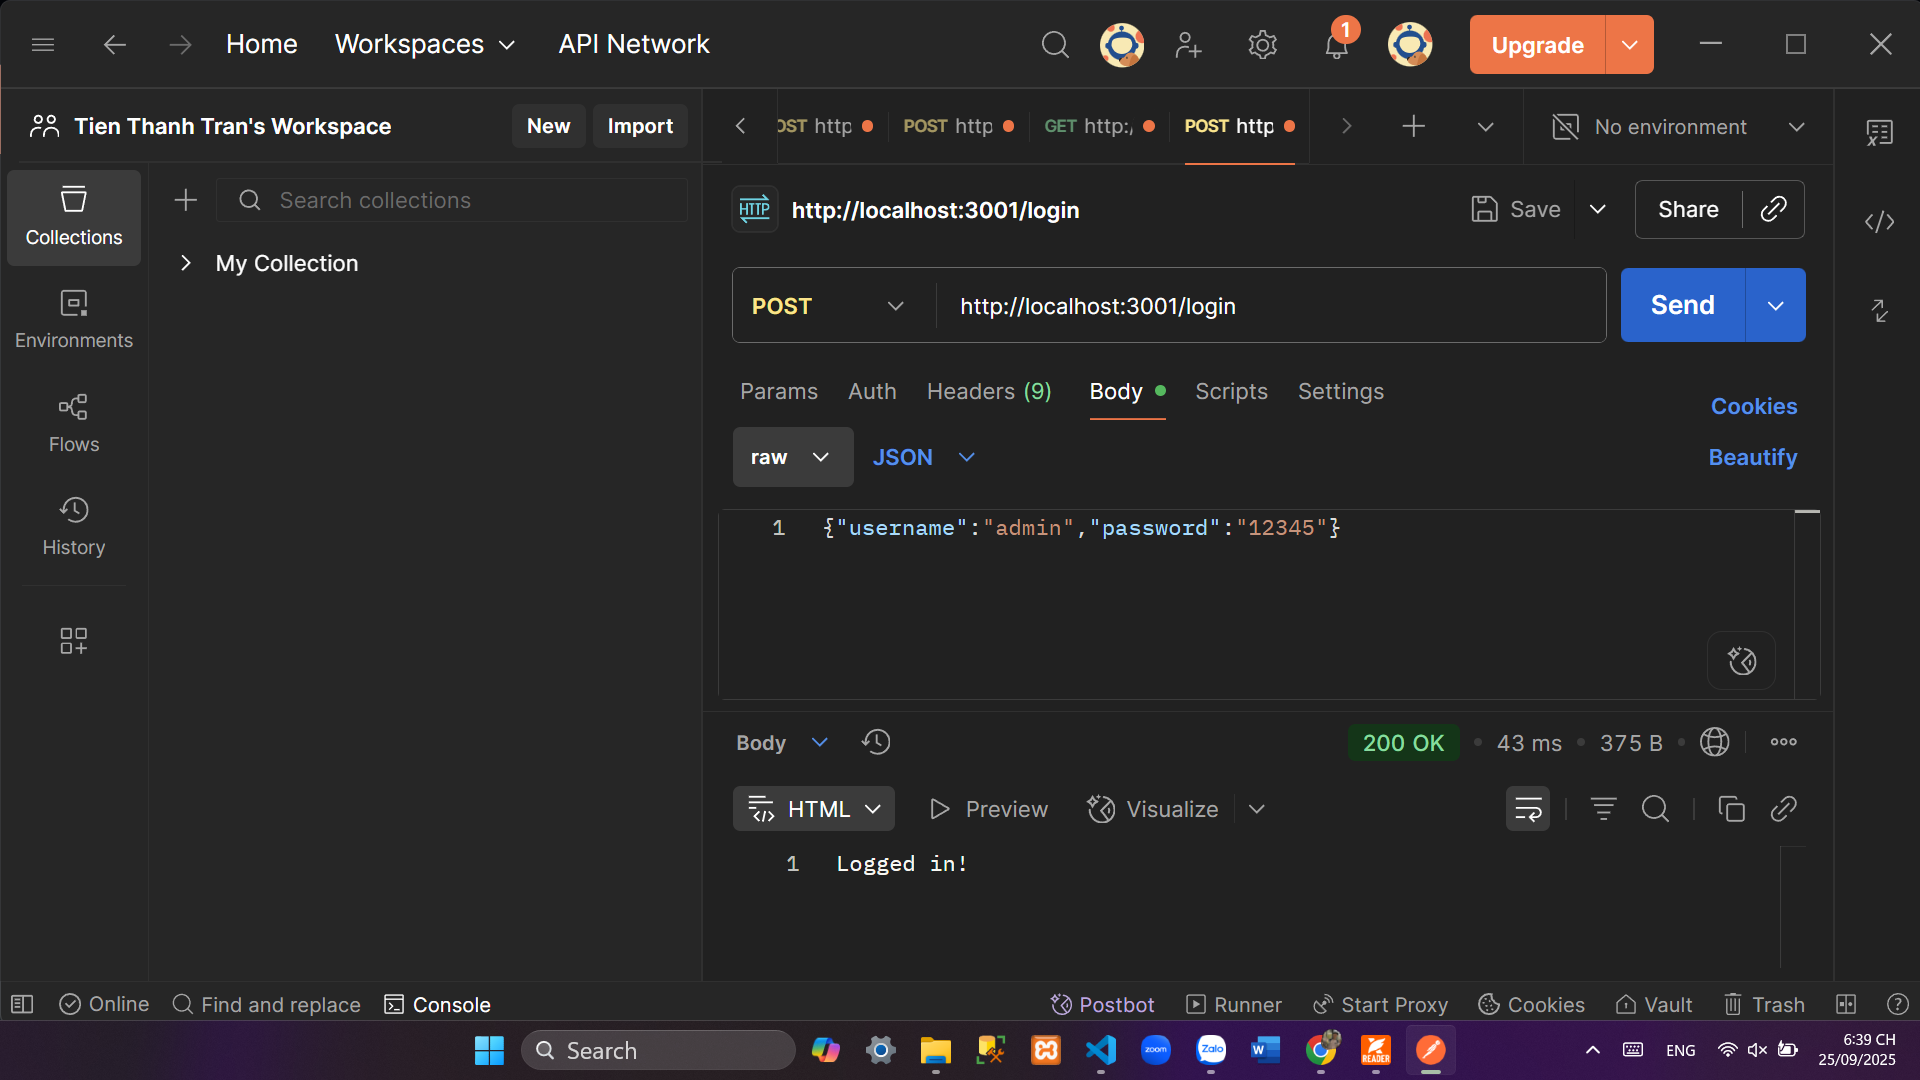 Home Workspaces API Network 1 Upgrade
Tien Thanh Tran's Workspace New Import
OST http POST http GET http:/ POST http No environment
Collections
Search collections
HTTP http://localhost:3001/login Save Share
My Collection
Environments
POST http://localhost:3001/login Send
Params Auth Headers (9) Body Scripts Settings Cookies
Flows
raw JSON Beautify
History
1 {"username":"admin","password":"12345"}
Body 200 OK 43 ms 375 B
HTML Preview Visualize
1 Logged in!
Online Find and replace Console Postbot Runner Start Proxy Cookies Vault Trash
Search zoom Zalo W READER ENG 6:39 CH
25/09/2025